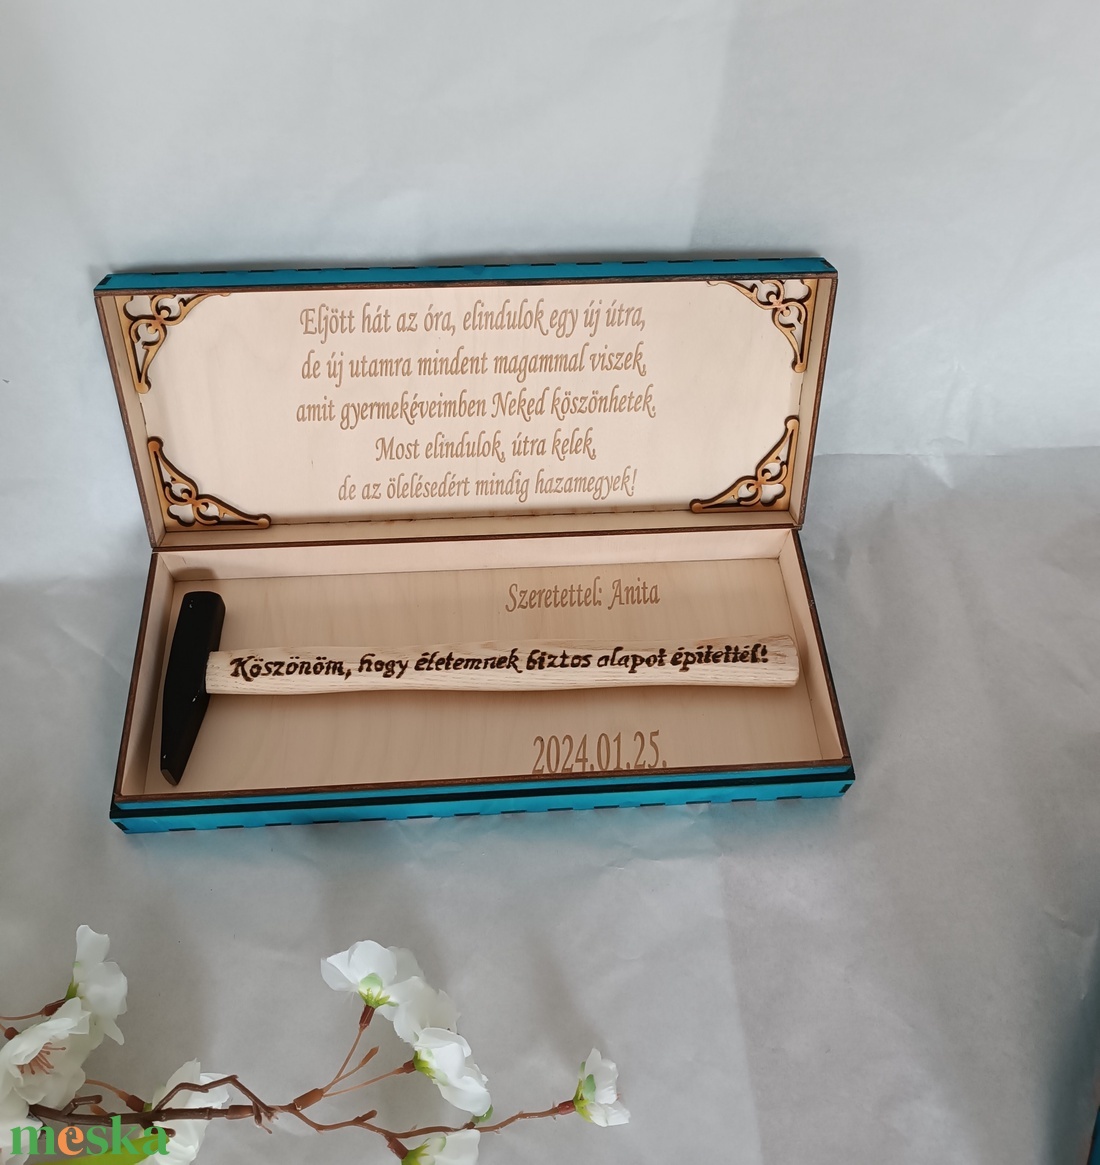 Eljött hát az óra, elindulok egy új útra,
de új utamra mindent magammal viszek,
amit gyermekéveimben Neked köszönhetek.
Most elindulok, útra kelek,
de az ölelésedért mindig hazamegyek!
Szeretettel: Anita
Köszönöm, hogy életemnek biztos alapot építettél!
2024.01.25.
meska